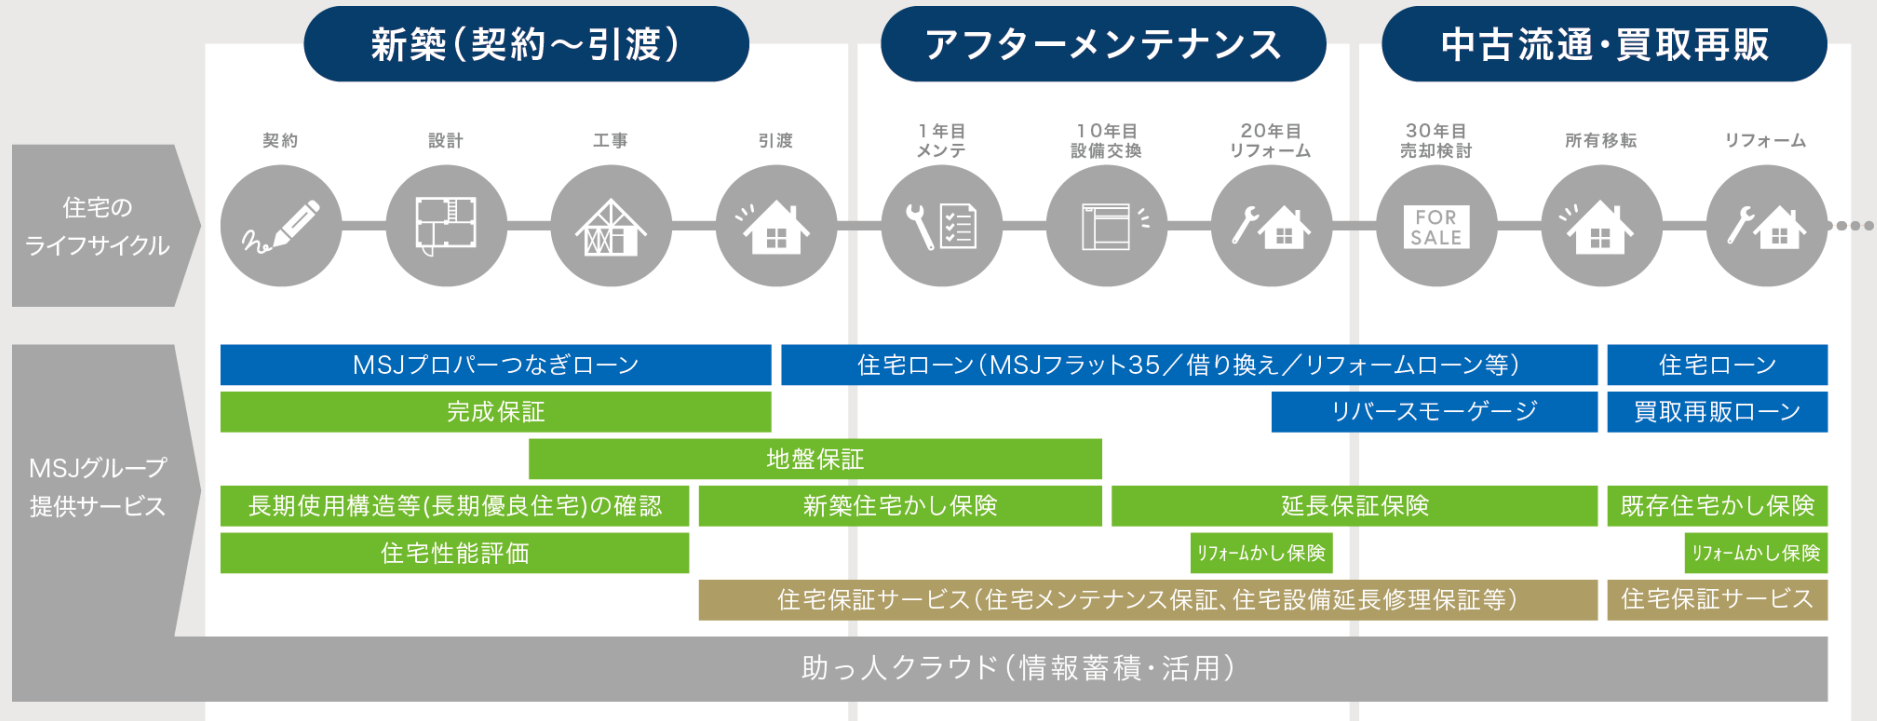 新築（契約～引渡）
アフターメンテナンス
中古流通・買取再販
住宅の
ライフサイクル
契約
設計
工事
引渡
1年目
メンテ
10年目
設備交換
20年目
リフォーム
30年目
売却検討
所有移転
リフォーム
FOR
SALE
MSJグループ
提供サービス
MSJプロパーつなぎローン
住宅ローン（MSJフラット35／借り換え／リフォームローン等）
住宅ローン
完成保証
リバースモーゲージ
買取再販ローン
地盤保証
長期使用構造等(長期優良住宅)の確認
新築住宅かし保険
延長保証保険
既存住宅かし保険
住宅性能評価
ﾘﾌｫｰﾑかし保険
ﾘﾌｫｰﾑかし保険
住宅保証サービス（住宅メンテナンス保証、住宅設備延長修理保証等）
住宅保証サービス
助っ人クラウド（情報蓄積・活用）